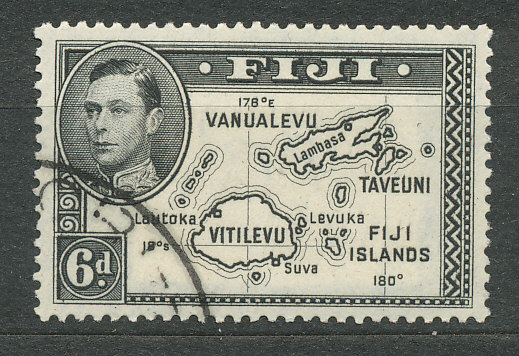 FIJI
178°E
VANUALEVU
Lambasa
TAVEUNI
Lautoka
Levuka
VITILEVU
FIJI
ISLANDS
18°S
Suva
180°
6d.